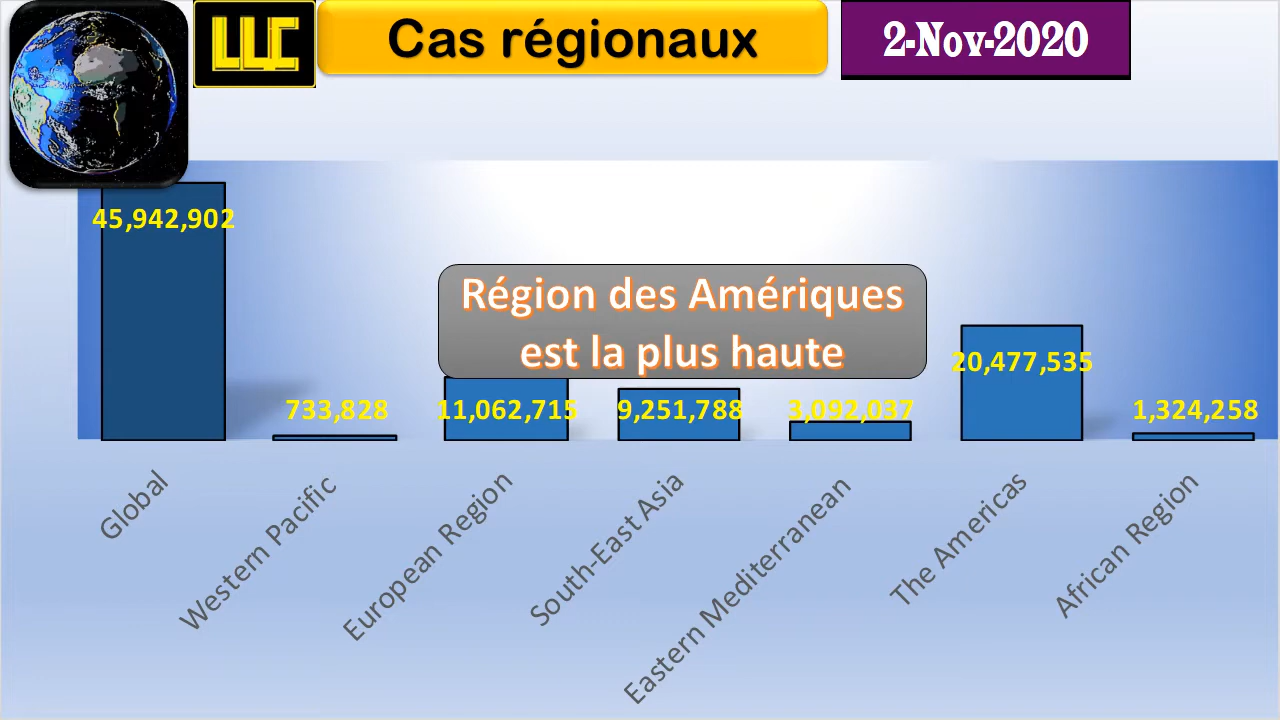 LLC
Cas régionaux
2-Nov-2020
45,942,902
Région des Amériques
est la plus haute
20,477,535
733,828
11,062,715
9,251,788
3,092,037
1,324,258
Global
Western Pacific
European Region
South-East Asia
Eastern Mediterranean
The Americas
African Region